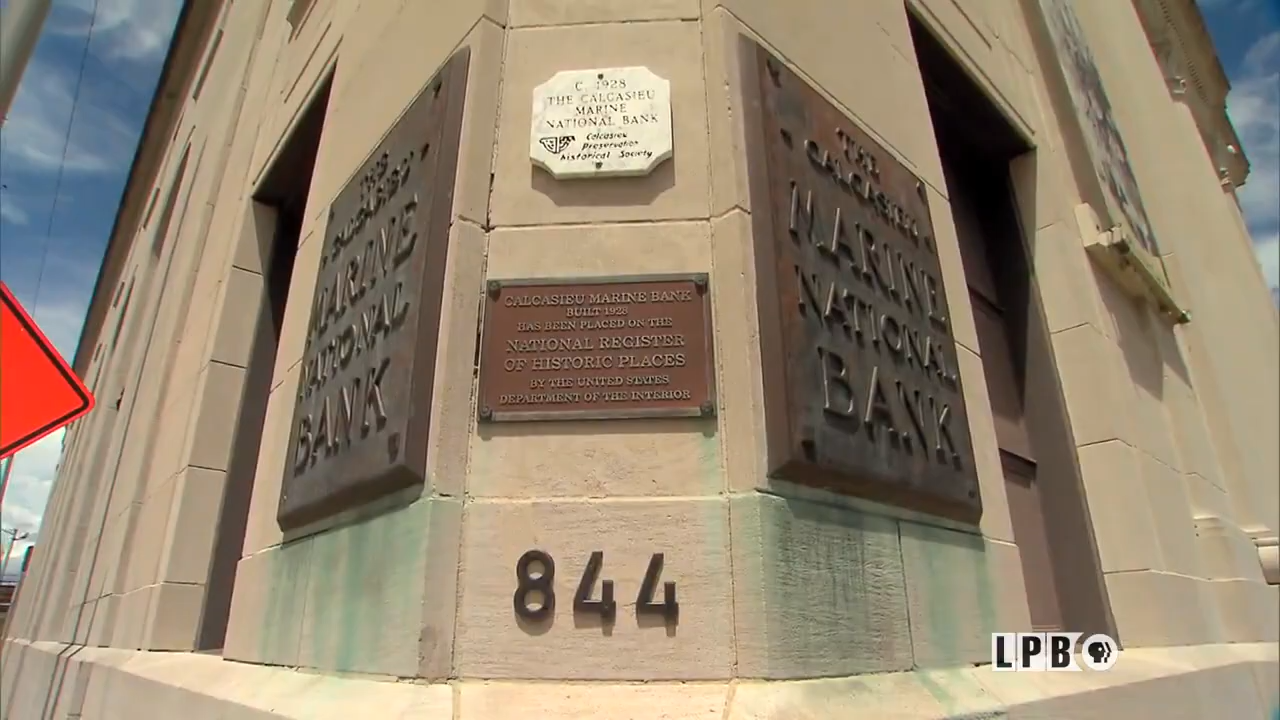 C. 1928
THE CALCASIEU
MARINE
NATIONAL BANK
Calcasieu
Preservation
historical Society
THE
CALCASIEU
MARINE
NATIONAL
BANK
CALCASIEU MARINE BANK
BUILT 1928
HAS BEEN PLACED ON THE
NATIONAL REGISTER
OF HISTORIC PLACES
BY THE UNITED STATES
DEPARTMENT OF THE INTERIOR
THE
CALCASIEU
MARINE
NATIONAL
BANK
844
LPB